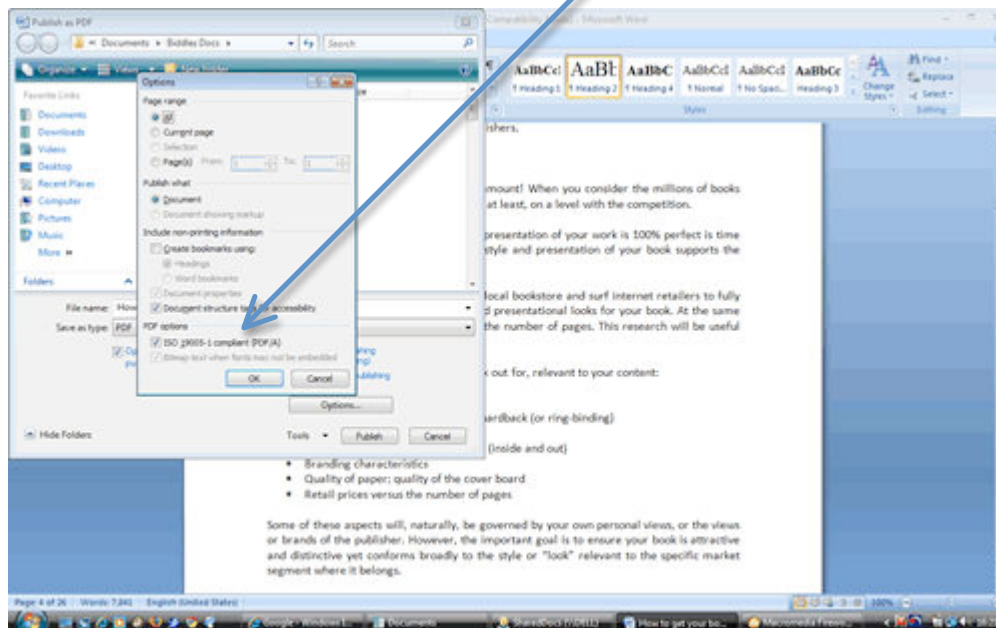 Publish as PDF
Compatibility Mode - Microsoft Word
Documents Biddles Docs
Search
Organize Views
Favorite Links
Documents
Downloads
Videos
Desktop
Recent Places
Computer
Pictures
Music
More »
Folders
Options
Page range
All
Current page
Selection
Page(s) From: 1 To: 1
Publish what
Document
Document showing markup
Include non-printing information
Create bookmarks using:
Headings
Word bookmarks
Document properties
Document structure tags for accessibility
PDF options
ISO 19005-1 compliant (PDF/A)
Bitmap text when fonts may not be embedded
OK Cancel
File name: How
Save as type: PDF
Options...
Hide Folders
Tools Publish Cancel
AaBbCcI AaBb AaBbC AaBbCcI AaBbCcI AaBbCc
Heading 1 Heading 2 Heading 4 Normal No Spac... Heading 3
Change Styles
Styles
Find
Replace
Select
Editing
ishers.
mount! When you consider the millions of books
at least, on a level with the competition.
presentation of your work is 100% perfect is time
style and presentation of your book supports the
local bookstore and surf internet retailers to fully
d presentational looks for your book. At the same
the number of pages. This research will be useful
k out for, relevant to your content:
ardback (or ring-binding)
(inside and out)
• Branding characteristics
• Quality of paper; quality of the cover board
• Retail prices versus the number of pages
Some of these aspects will, naturally, be governed by your own personal views, or the views
or brands of the publisher. However, the important goal is to ensure your book is attractive
and distinctive yet conforms broadly to the style or "look" relevant to the specific market
segment where it belongs.
Page: 4 of 26 Words: 7,841 English (United States) 100%
Google - Windows I... Documents SharedDocs (\\DELL) How to get your bo... Macromedia Firewo...